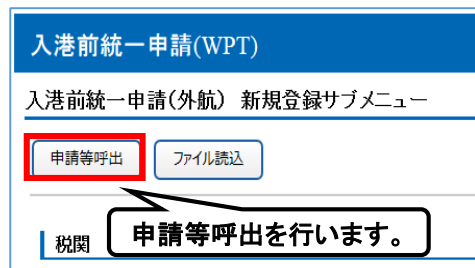 入港前統一申請(WPT)
入港前統一申請(外航) 新規登録サブメニュー
申請等呼出 ファイル読込
申請等呼出を行います。
税関